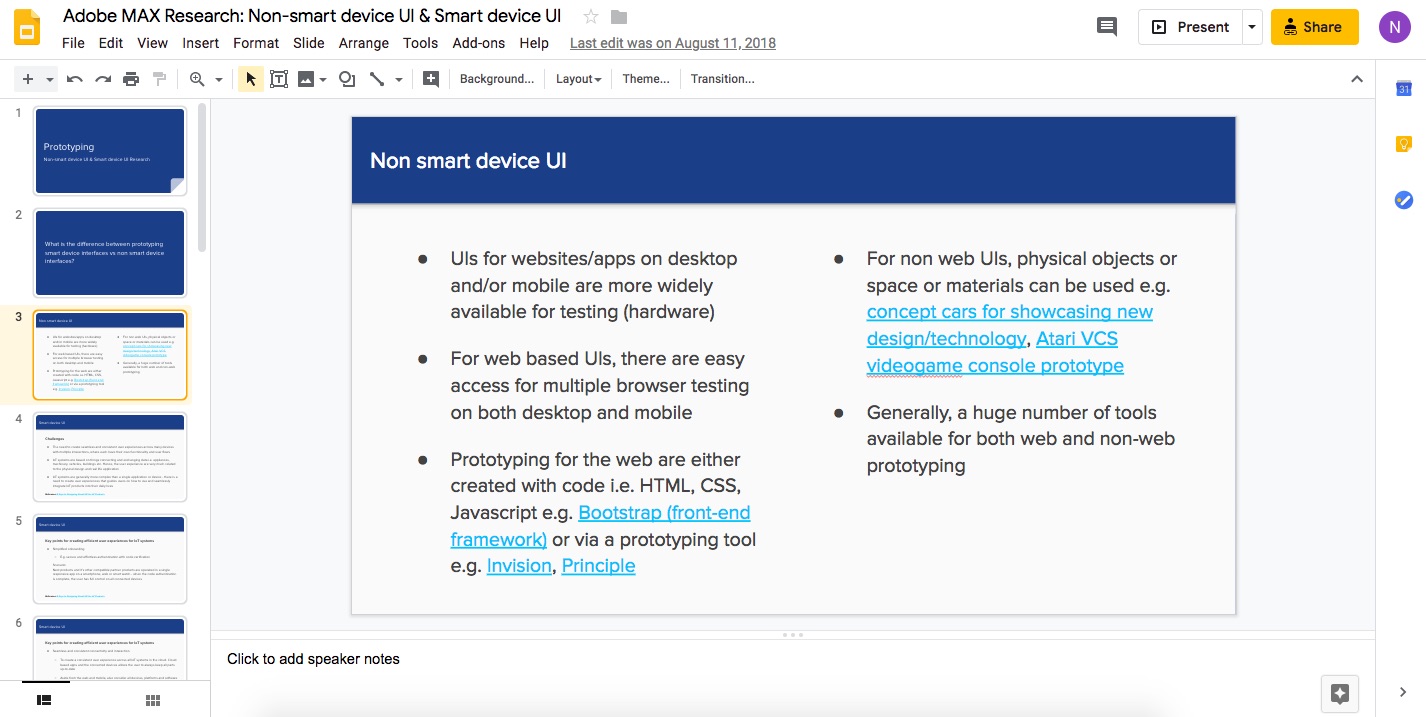 Adobe MAX Research: Non-smart device UI & Smart device UI
File Edit View Insert Format Slide Arrange Tools Add-ons Help Last edit was on August 11, 2018
Present
Share
N
Background... Layout Theme... Transition...
31
1
Prototyping
Non-smart device UI & Smart device UI Research
2
What is the difference between prototyping
smart device interfaces vs non smart device
interfaces?
3
Non smart device UI
4
Smart device UI
Challenges
5
Smart device UI
Key points for creating efficient user experiences for IoT systems
6
Smart device UI
Key points for creating efficient user experiences for IoT systems
Non smart device UI
● UIs for websites/apps on desktop
and/or mobile are more widely
available for testing (hardware)
● For web based UIs, there are easy
access for multiple browser testing
on both desktop and mobile
● Prototyping for the web are either
created with code i.e. HTML, CSS,
Javascript e.g. Bootstrap (front-end
framework) or via a prototyping tool
e.g. Invision, Principle
● For non web UIs, physical objects or
space or materials can be used e.g.
concept cars for showcasing new
design/technology, Atari VCS
videogame console prototype
● Generally, a huge number of tools
available for both web and non-web
prototyping
Click to add speaker notes